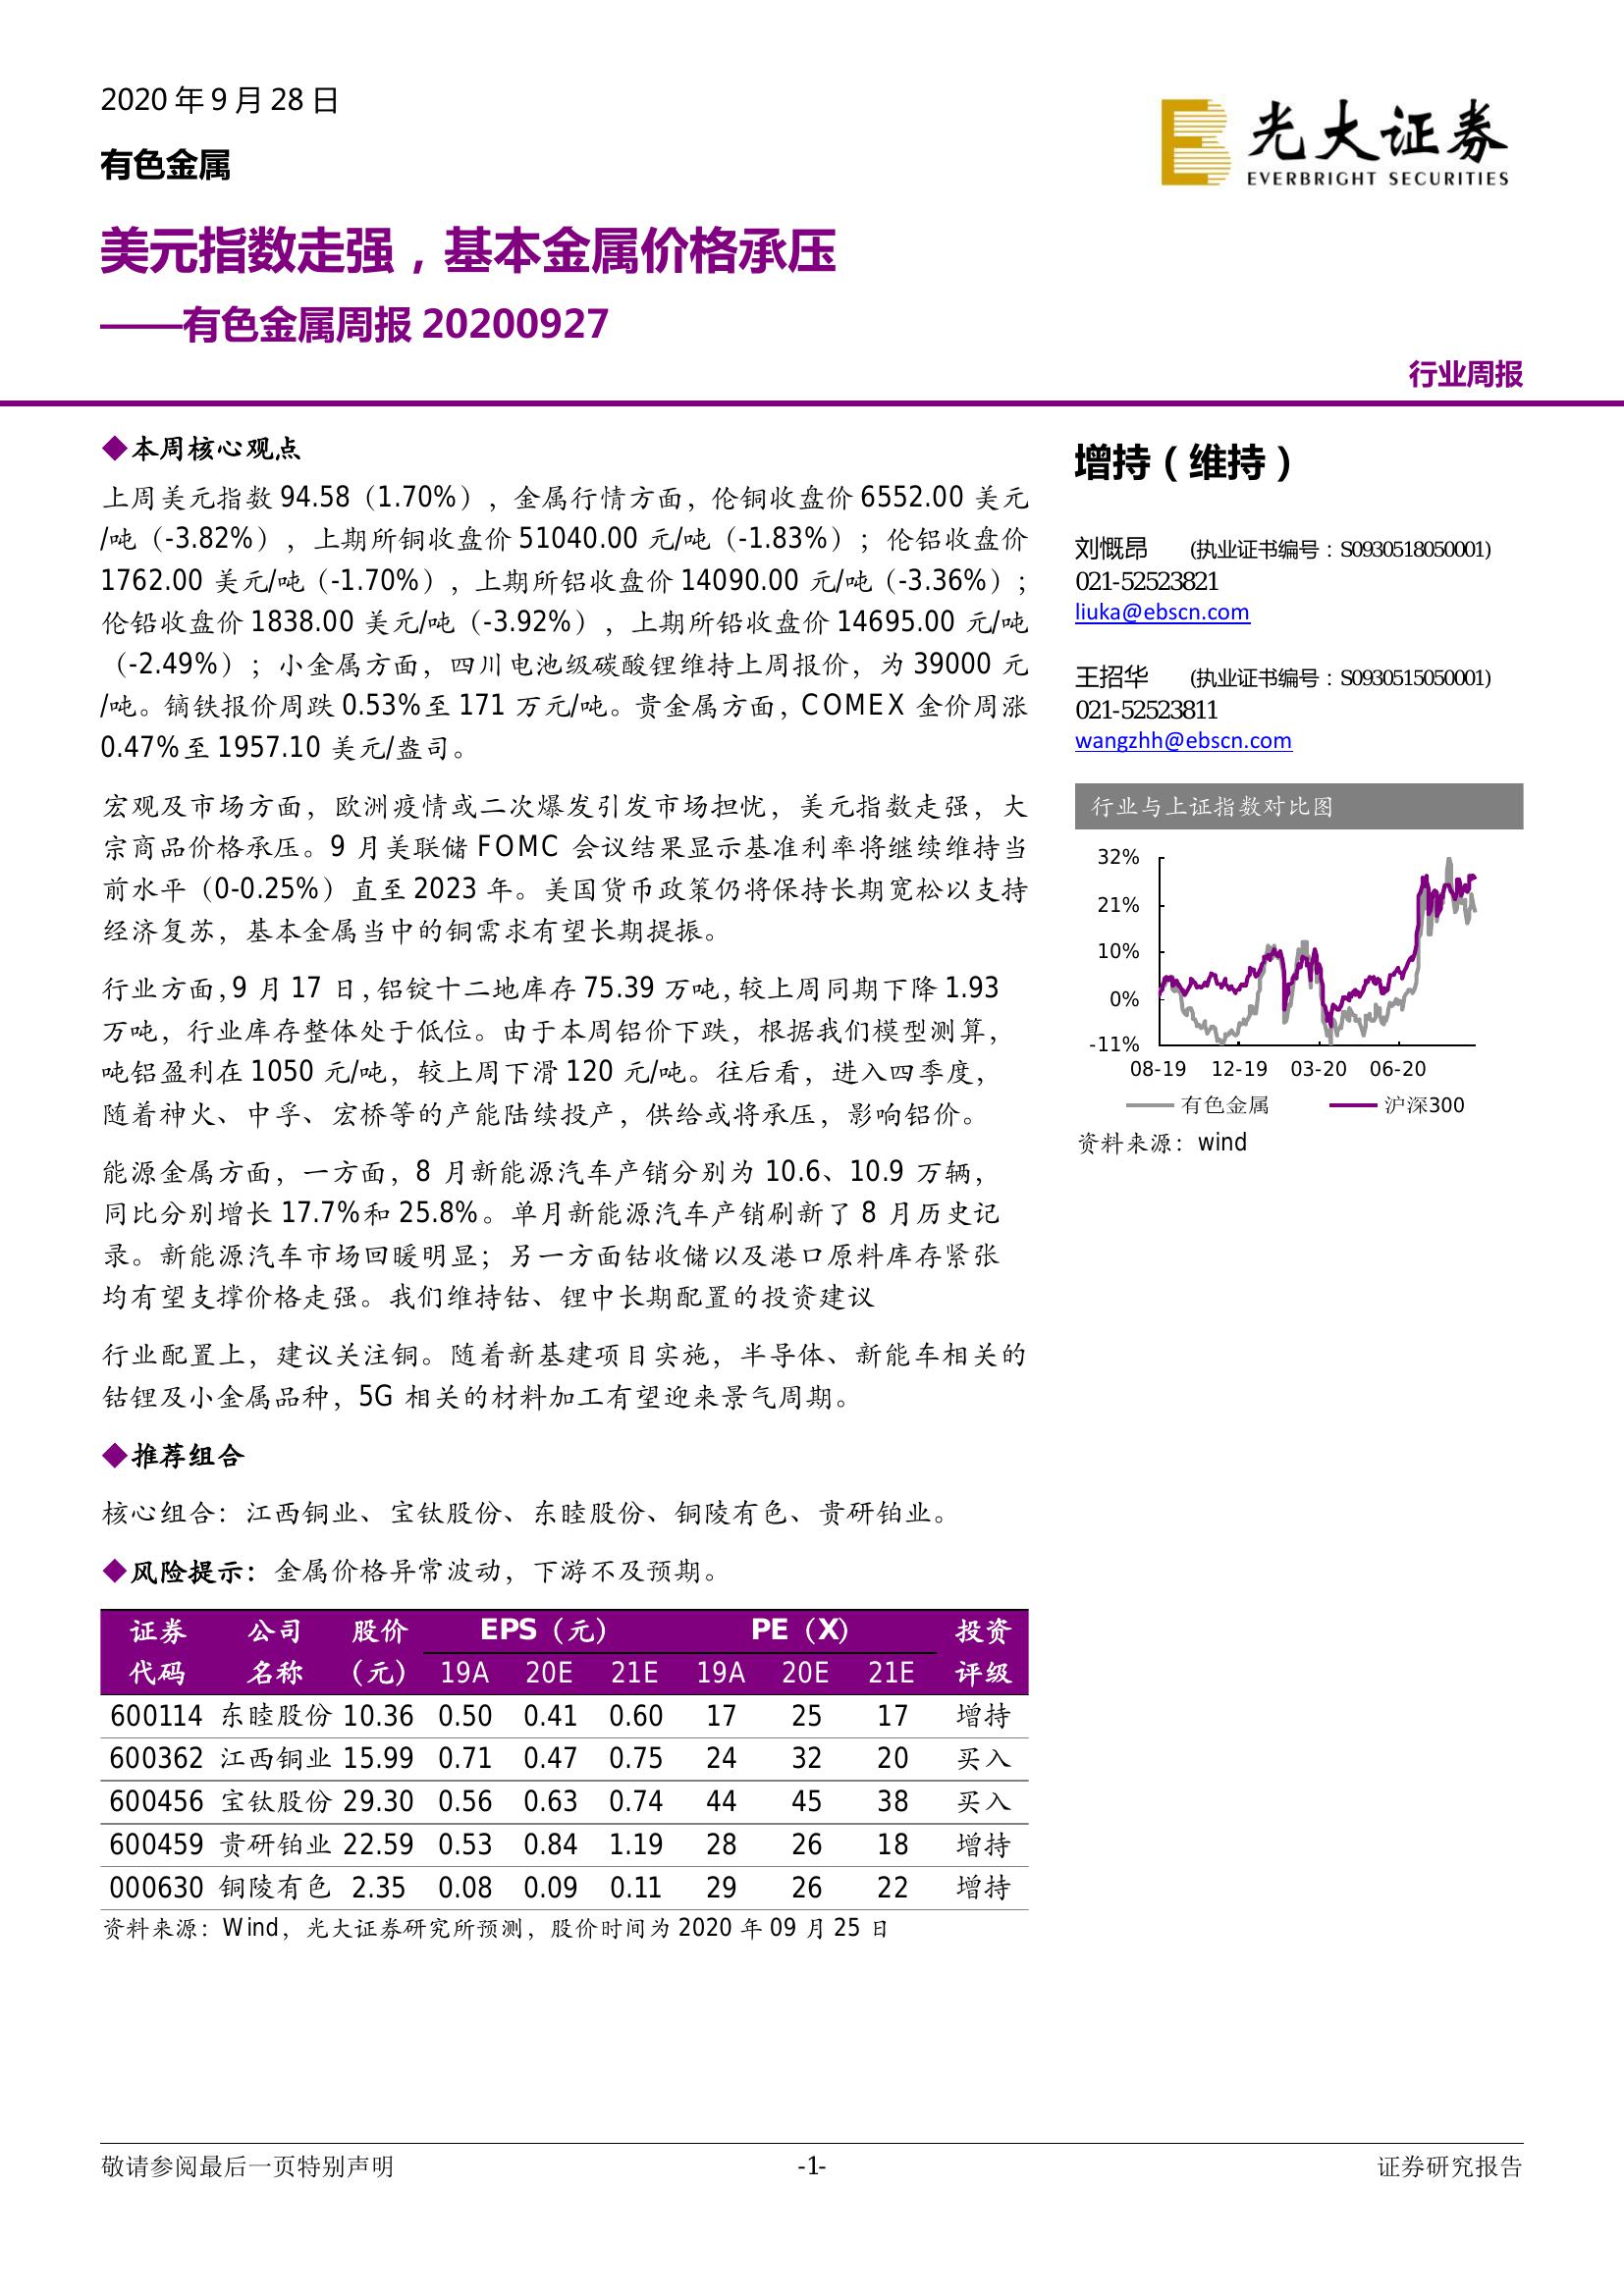 2020 年 9 月 28 日
有色金属
光大证券
EVERBRIGHT SECURITIES
美元指数走强，基本金属价格承压
——有色金属周报 20200927
行业周报
◆本周核心观点
上周美元指数 94.58（1.70%），金属行情方面，伦铜收盘价 6552.00 美元
/吨（-3.82%），上期所铜收盘价 51040.00 元/吨（-1.83%）；伦铝收盘价
1762.00 美元/吨（-1.70%），上期所铝收盘价 14090.00 元/吨（-3.36%）；
伦铅收盘价 1838.00 美元/吨（-3.92%），上期所铅收盘价 14695.00 元/吨
（-2.49%）；小金属方面，四川电池级碳酸锂维持上周报价，为 39000 元
/吨。镝铁报价周跌 0.53%至 171 万元/吨。贵金属方面，COMEX 金价周涨
0.47%至 1957.10 美元/盎司。
宏观及市场方面，欧洲疫情或二次爆发引发市场担忧，美元指数走强，大
宗商品价格承压。9 月美联储 FOMC 会议结果显示基准利率将继续维持当
前水平（0-0.25%）直至 2023 年。美国货币政策仍将保持长期宽松以支持
经济复苏，基本金属当中的铜需求有望长期提振。
行业方面，9 月 17 日，铝锭十二地库存 75.39 万吨，较上周同期下降 1.93
万吨，行业库存整体处于低位。由于本周铝价下跌，根据我们模型测算，
吨铝盈利在 1050 元/吨，较上周下滑 120 元/吨。往后看，进入四季度，
随着神火、中孚、宏桥等的产能陆续投产，供给或将承压，影响铝价。
能源金属方面，一方面，8 月新能源汽车产销分别为 10.6、10.9 万辆，
同比分别增长 17.7%和 25.8%。单月新能源汽车产销刷新了 8 月历史记
录。新能源汽车市场回暖明显；另一方面钴收储以及港口原料库存紧张
均有望支撑价格走强。我们维持钴、锂中长期配置的投资建议
行业配置上，建议关注铜。随着新基建项目实施，半导体、新能车相关的
钴锂及小金属品种，5G 相关的材料加工有望迎来景气周期。
◆推荐组合
核心组合：江西铜业、宝钛股份、东睦股份、铜陵有色、贵研铂业。
◆风险提示：金属价格异常波动，下游不及预期。
证券 公司 股价 EPS（元） PE（X） 投资
代码 名称 （元） 19A 20E 21E 19A 20E 21E 评级
600114 东睦股份 10.36 0.50 0.41 0.60 17 25 17 增持
600362 江西铜业 15.99 0.71 0.47 0.75 24 32 20 买入
600456 宝钛股份 29.30 0.56 0.63 0.74 44 45 38 买入
600459 贵研铂业 22.59 0.53 0.84 1.19 28 26 18 增持
000630 铜陵有色 2.35 0.08 0.09 0.11 29 26 22 增持
资料来源：Wind，光大证券研究所预测，股价时间为 2020 年 09 月 25 日
增持（维持）
刘慨昂 (执业证书编号：S0930518050001)
021-52523821
liuka@ebscn.com
王招华 (执业证书编号：S0930515050001)
021-52523811
wangzhh@ebscn.com
行业与上证指数对比图
32%
21%
10%
0%
-11%
08-19 12-19 03-20 06-20
有色金属 沪深300
资料来源：wind
敬请参阅最后一页特别声明 -1- 证券研究报告